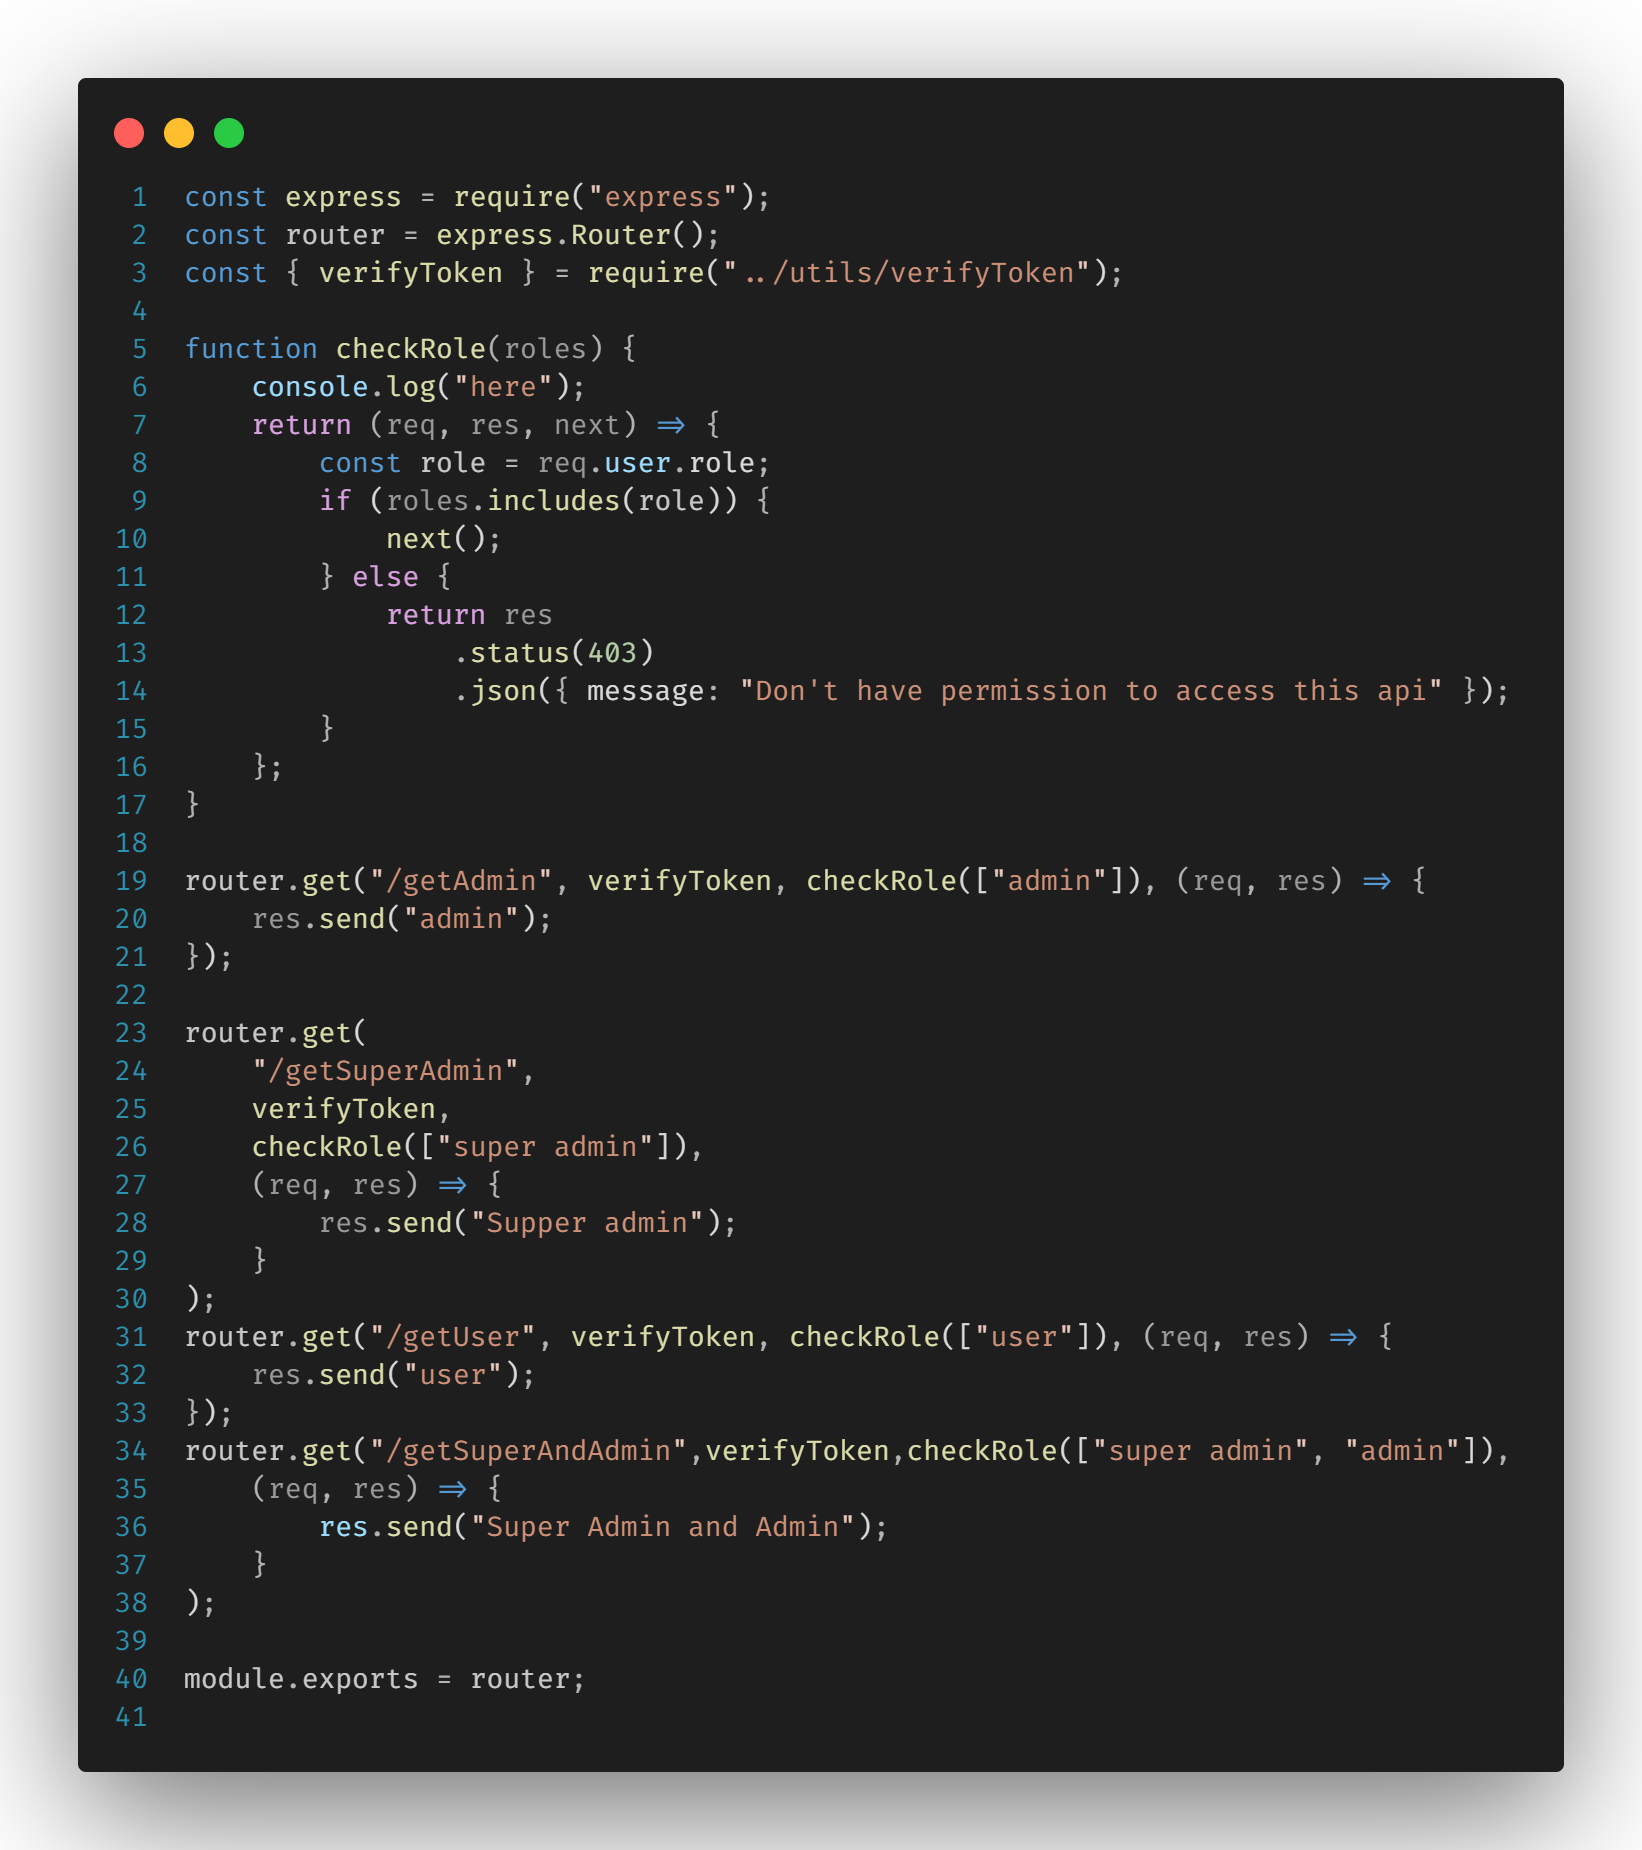 1 const express = require("express");
2 const router = express.Router();
3 const { verifyToken } = require("../utils/verifyToken");
4
5 function checkRole(roles) {
6     console.log("here");
7     return (req, res, next) => {
8         const role = req.user.role;
9         if (roles.includes(role)) {
10             next();
11         } else {
12             return res
13                 .status(403)
14                 .json({ message: "Don't have permission to access this api" });
15         }
16     };
17 }
18
19 router.get("/getAdmin", verifyToken, checkRole(["admin"]), (req, res) => {
20     res.send("admin");
21 });
22
23 router.get(
24     "/getSuperAdmin",
25     verifyToken,
26     checkRole(["super admin"]),
27     (req, res) => {
28         res.send("Supper admin");
29     }
30 );
31 router.get("/getUser", verifyToken, checkRole(["user"]), (req, res) => {
32     res.send("user");
33 });
34 router.get("/getSuperAndAdmin",verifyToken,checkRole(["super admin", "admin"]),
35     (req, res) => {
36         res.send("Super Admin and Admin");
37     }
38 );
39
40 module.exports = router;
41